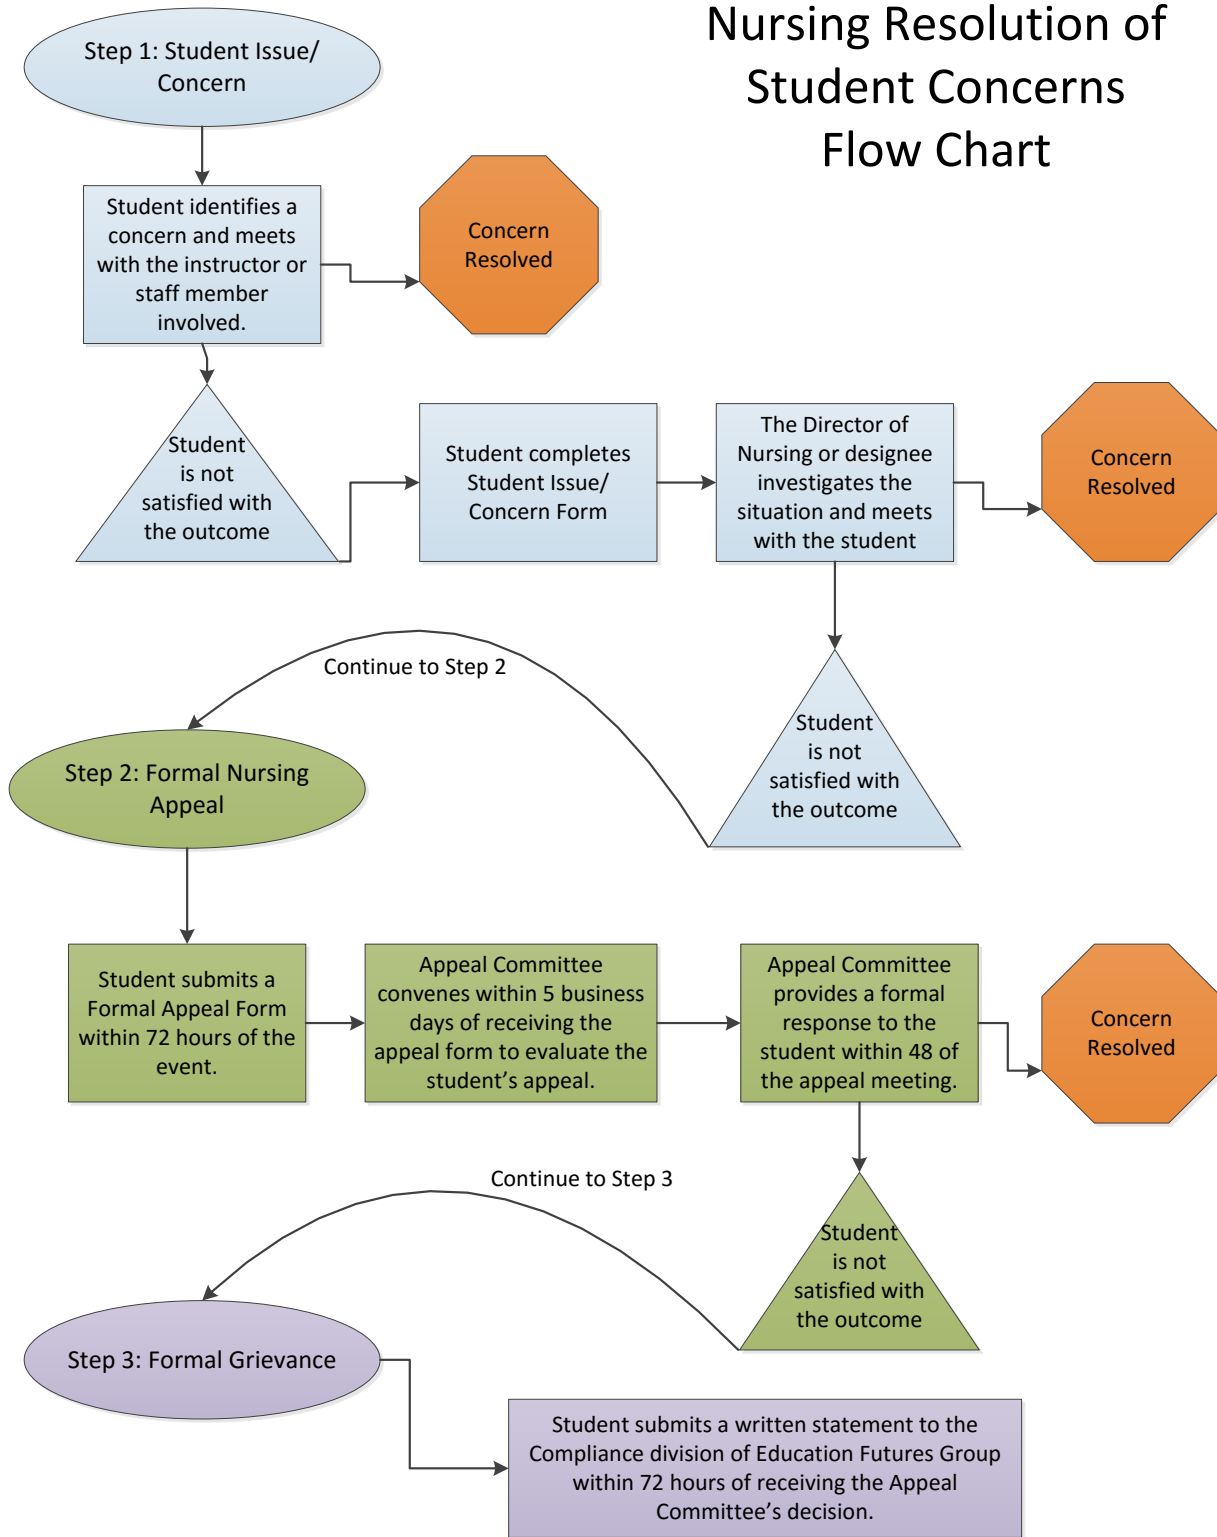 Nursing Resolution of
Student Concerns
Flow Chart
Step 1: Student Issue/
Concern
Student identifies a
concern and meets
with the instructor or
staff member
involved.
Concern
Resolved
Student
is not
satisfied with
the outcome
Student completes
Student Issue/
Concern Form
The Director of
Nursing or designee
investigates the
situation and meets
with the student
Concern
Resolved
Student
is not
satisfied with
the outcome
Continue to Step 2
Step 2: Formal Nursing
Appeal
Student submits a
Formal Appeal Form
within 72 hours of the
event.
Appeal Committee
convenes within 5 business
days of receiving the
appeal form to evaluate the
student’s appeal.
Appeal Committee
provides a formal
response to the
student within 48 of
the appeal meeting.
Concern
Resolved
Student
is not
satisfied with
the outcome
Continue to Step 3
Step 3: Formal Grievance
Student submits a written statement to the
Compliance division of Education Futures Group
within 72 hours of receiving the Appeal
Committee’s decision.